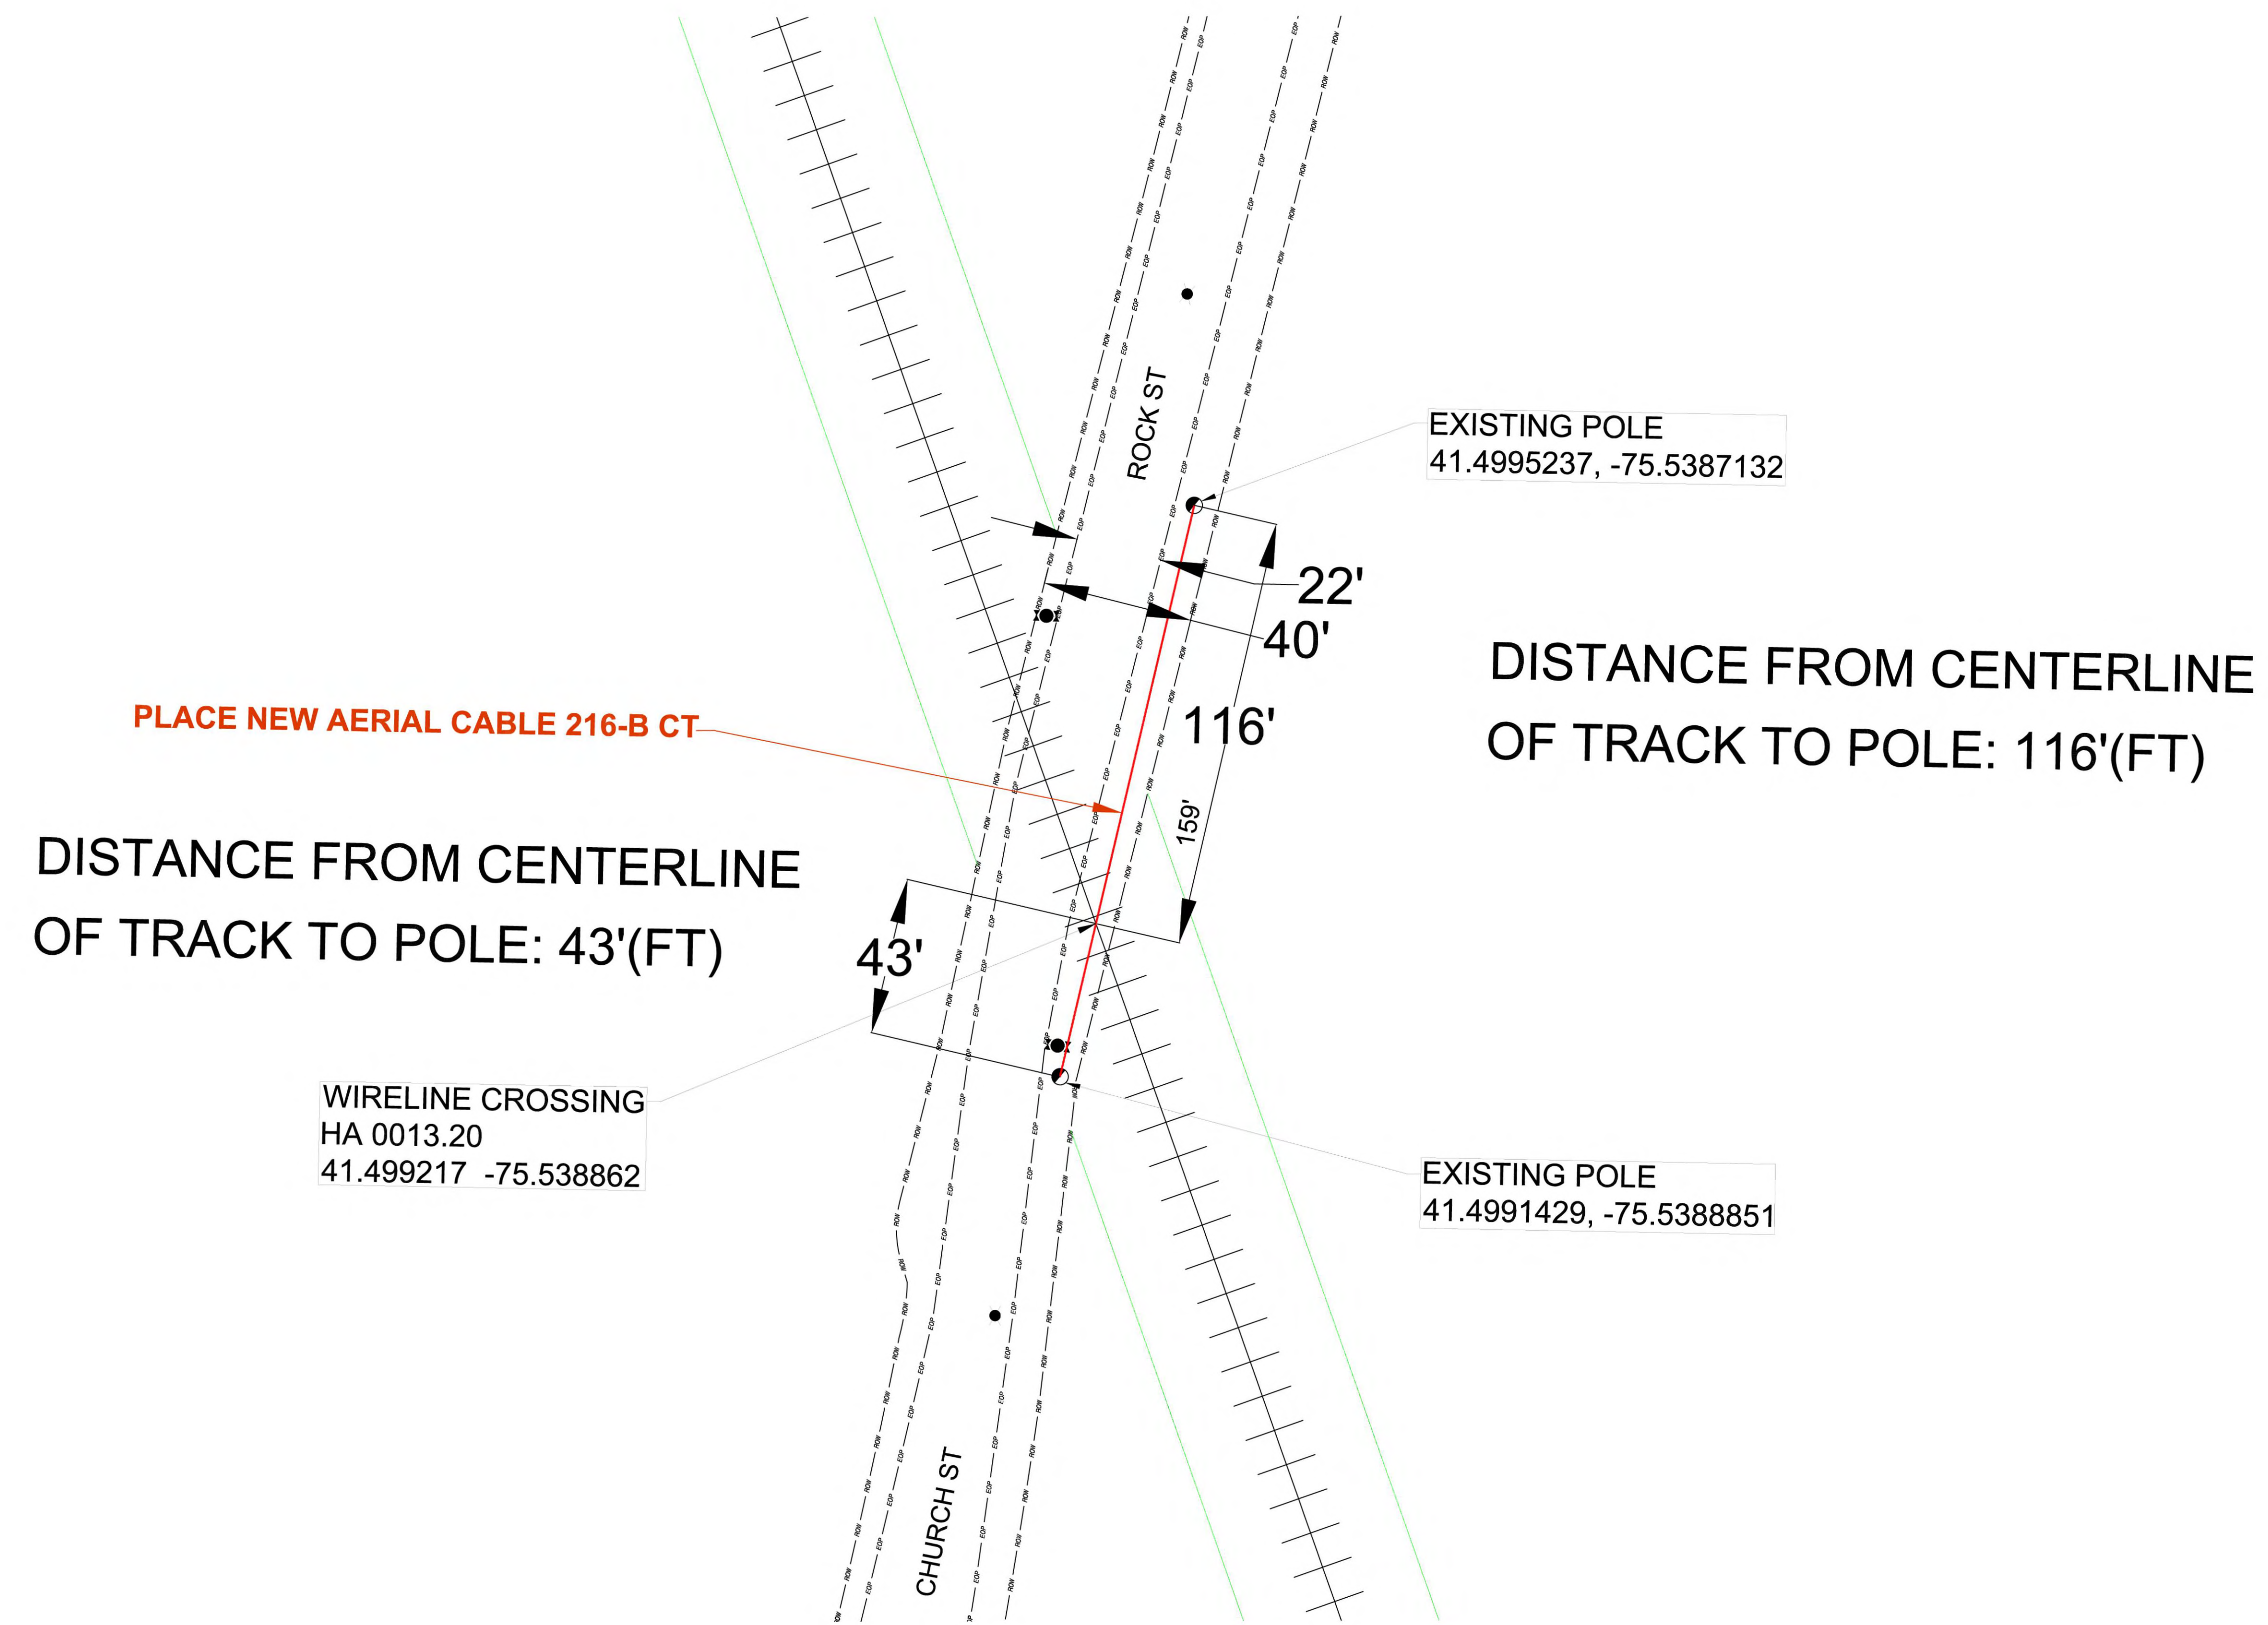 ROCK ST
EXISTING POLE
41.4995237, -75.5387132
22'
40'
DISTANCE FROM CENTERLINE
OF TRACK TO POLE: 116'(FT)
116'
159'
PLACE NEW AERIAL CABLE 216-B CT
DISTANCE FROM CENTERLINE
OF TRACK TO POLE: 43'(FT)
43'
WIRELINE CROSSING
HA 0013.20
41.499217 -75.538862
EXISTING POLE
41.4991429, -75.5388851
CHURCH ST
ROW
EOP